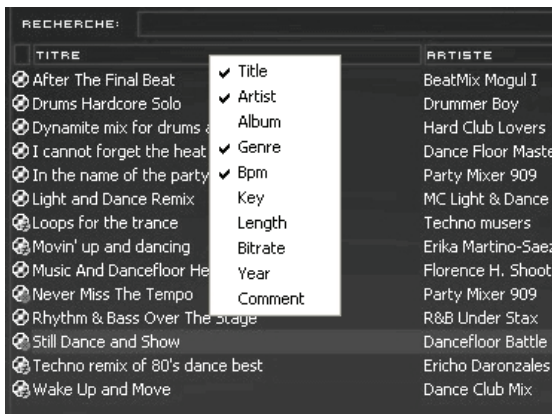 RECHERCHE:
TITRE ARTISTE
After The Final Beat BeatMix Mogul I
Drums Hardcore Solo Drummer Boy
Dynamite mix for drums Hard Club Lovers
I cannot forget the heat Dance Floor Maste
In the name of the party Party Mixer 909
Light and Dance Remix MC Light & Dance
Loops for the trance Techno musers
Movin' up and dancing Erika Martino-Saez
Music And Dancefloor He Florence H. Shoot
Never Miss The Tempo Party Mixer 909
Rhythm & Bass Over The Stage R&B Under Stax
Still Dance and Show Dancefloor Battle
Techno remix of 80's dance best Ericho Daronzales
Wake Up and Move Dance Club Mix
Title
Artist
Album
Genre
Bpm
Key
Length
Bitrate
Year
Comment